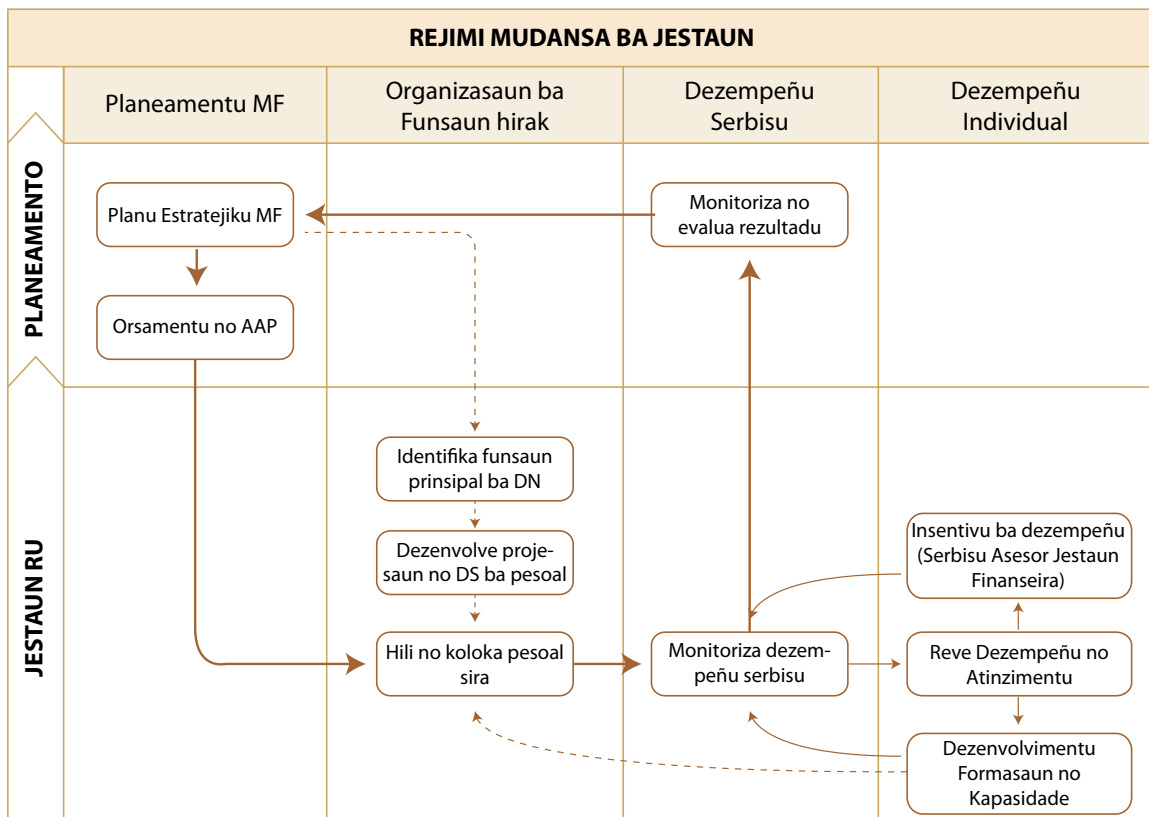 REJIMI MUDANSA BA JESTAUN
Planeamentu MF
Organizasaun ba
Funsaun hirak
Dezempeñu
Serbisu
Dezempeñu
Individual
PLANEAMENTO
Planu Estratejiku MF
Monitoriza no
evalua rezultadu
Orsamentu no AAP
JESTAUN RU
Identifika funsaun
prinsipal ba DN
Dezenvolve proje-
saun no DS ba pesoal
Insentivu ba dezempeñu
(Serbisu Asesor Jestaun
Finanseira)
Hili no koloka pesoal
sira
Monitoriza dezem-
peñu serbisu
Reve Dezempeñu no
Atinzimentu
Dezenvolvimentu
Formasaun no
Kapasidade